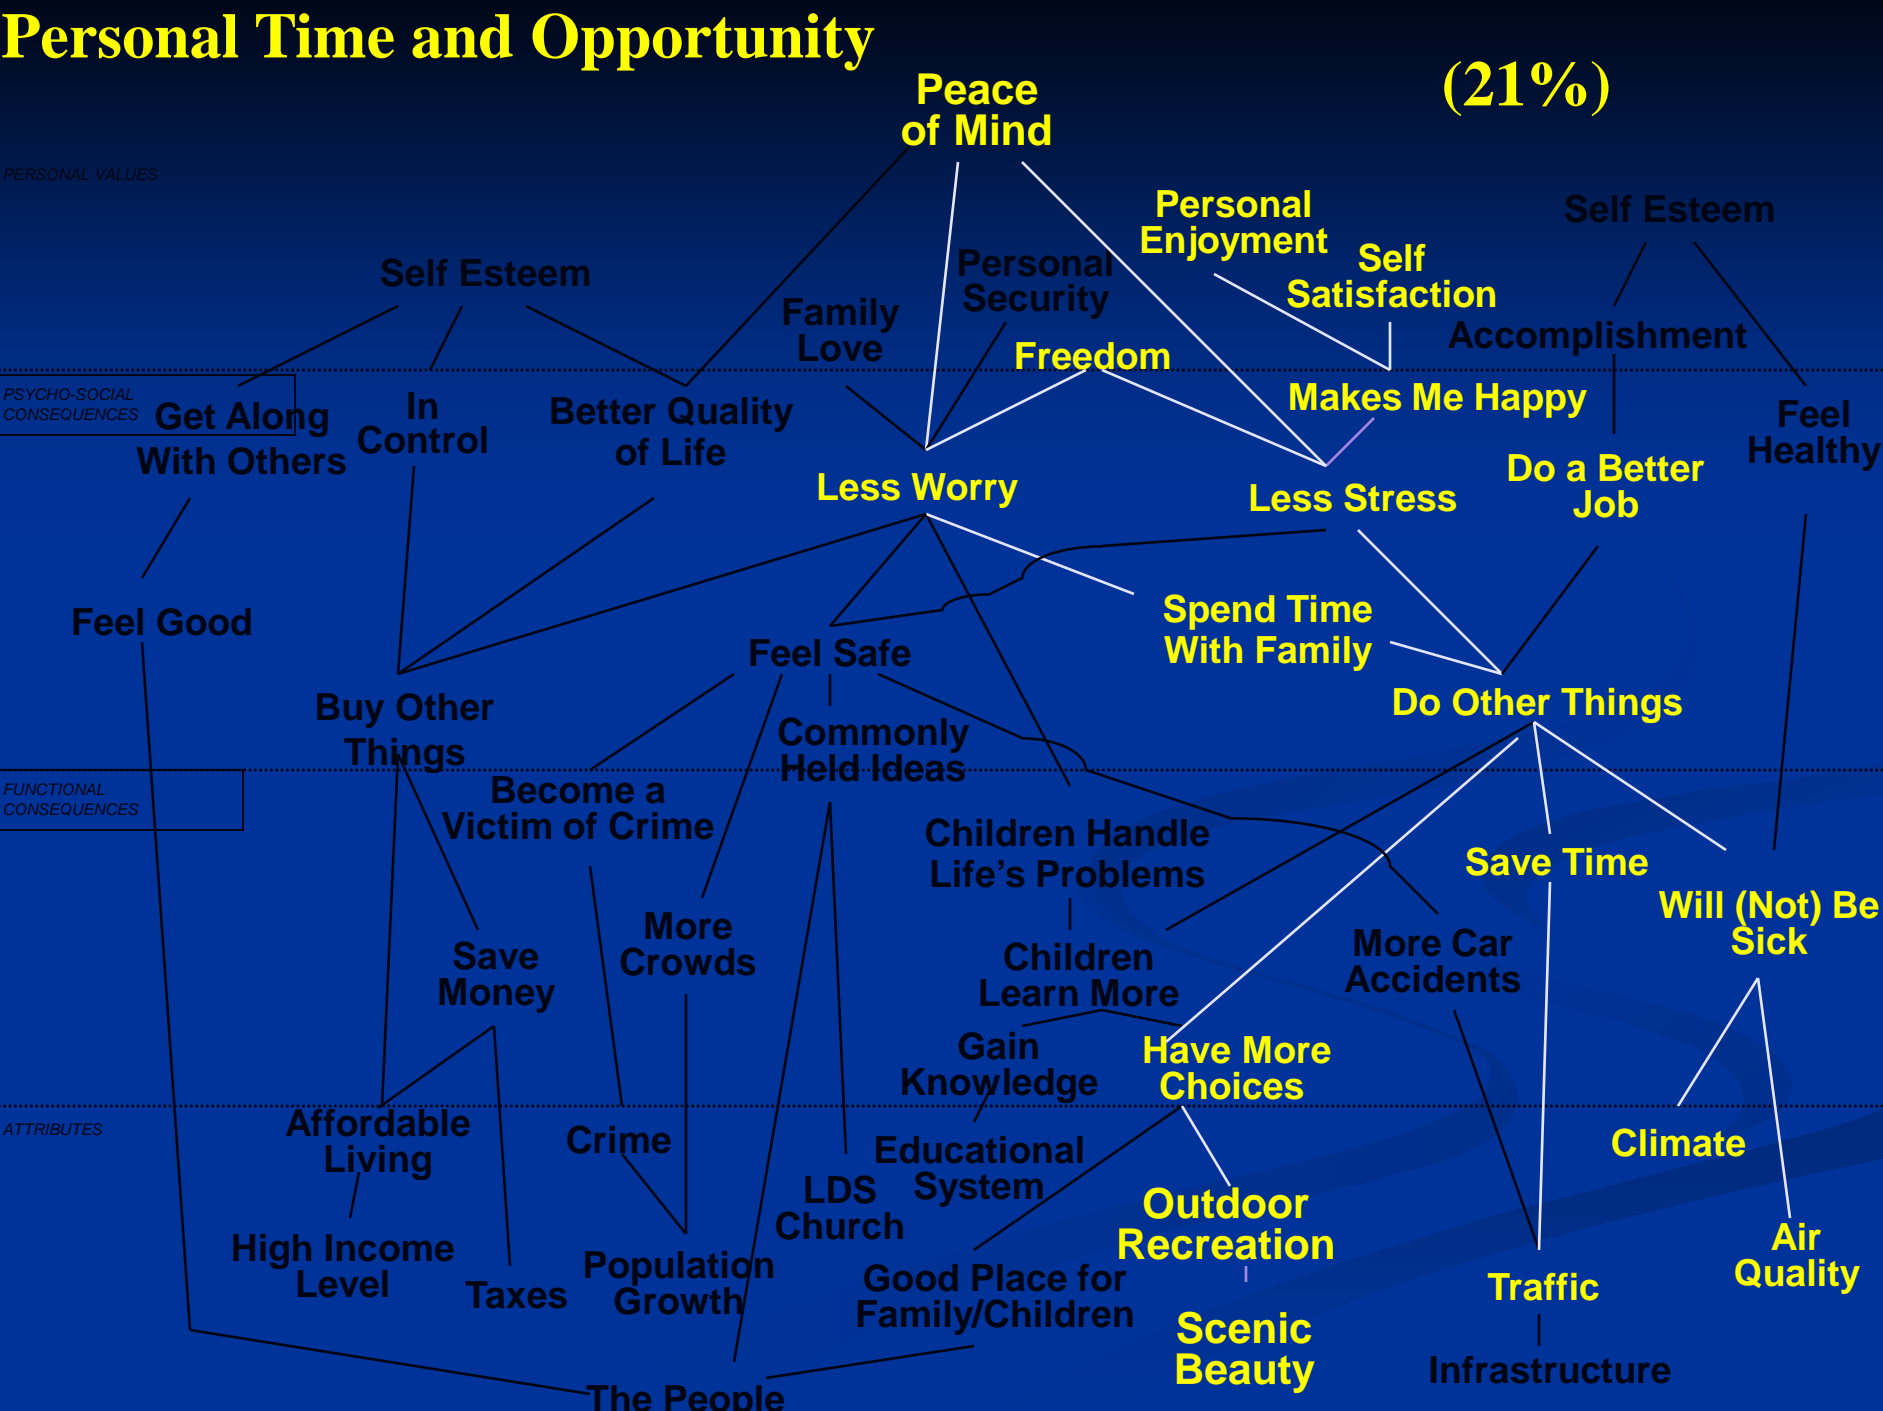 Personal Time and Opportunity
(21%)
Peace
of Mind
PERSONAL VALUES
Personal
Enjoyment
Self Esteem
Self
Satisfaction
Self Esteem
Personal
Security
Family
Love
Accomplishment
Freedom
PSYCHO-SOCIAL
CONSEQUENCES
Get Along
With Others
In
Control
Better Quality
of Life
Makes Me Happy
Feel
Healthy
Less Worry
Less Stress
Do a Better
Job
Feel Good
Spend Time
With Family
Feel Safe
Buy Other
Things
Do Other Things
Commonly
Held Ideas
FUNCTIONAL
CONSEQUENCES
Become a
Victim of Crime
Children Handle
Life's Problems
Save Time
Will (Not) Be
Sick
More
Crowds
Save
Money
Children
Learn More
More Car
Accidents
Gain
Knowledge
Have More
Choices
ATTRIBUTES
Affordable
Living
Crime
Educational
System
Climate
LDS
Church
Outdoor
Recreation
High Income
Level
Taxes
Population
Growth
Good Place for
Family/Children
Traffic
Air
Quality
Scenic
Beauty
Infrastructure
The People